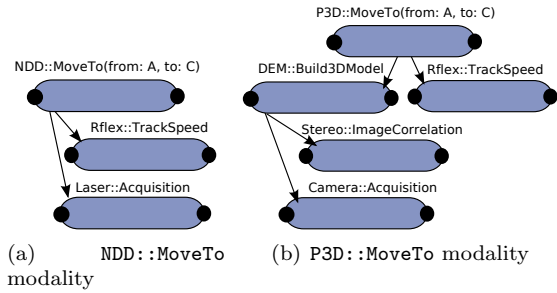 P3D::MoveTo(from: A, to: C)
NDD::MoveTo(from: A, to: C)
DEM::Build3DModel
Rflex::TrackSpeed
Rflex::TrackSpeed
Stereo::ImageCorrelation
Laser::Acquisition
Camera::Acquisition
(a) NDD::MoveTo
modality
(b) P3D::MoveTo modality